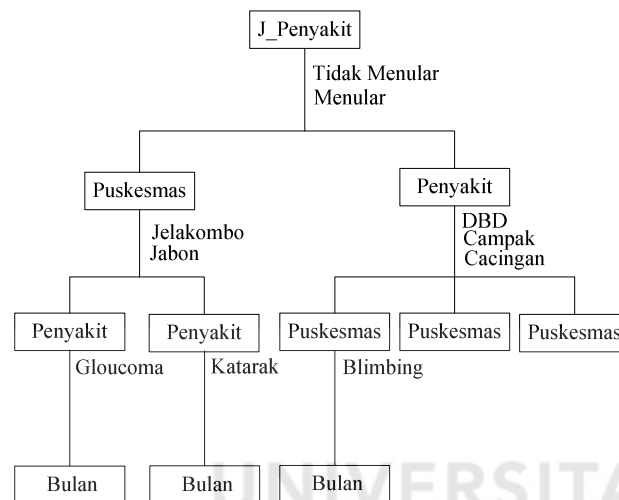 J_Penyakit
Tidak Menular
Menular
Puskesmas
Penyakit
Jelakombo
Jabon
DBD
Campak
Cacingan
Penyakit
Penyakit
Puskesmas
Puskesmas
Puskesmas
Gloucoma
Katarak
Blimbing
Bulan
Bulan
Bulan
UNIVERSITA